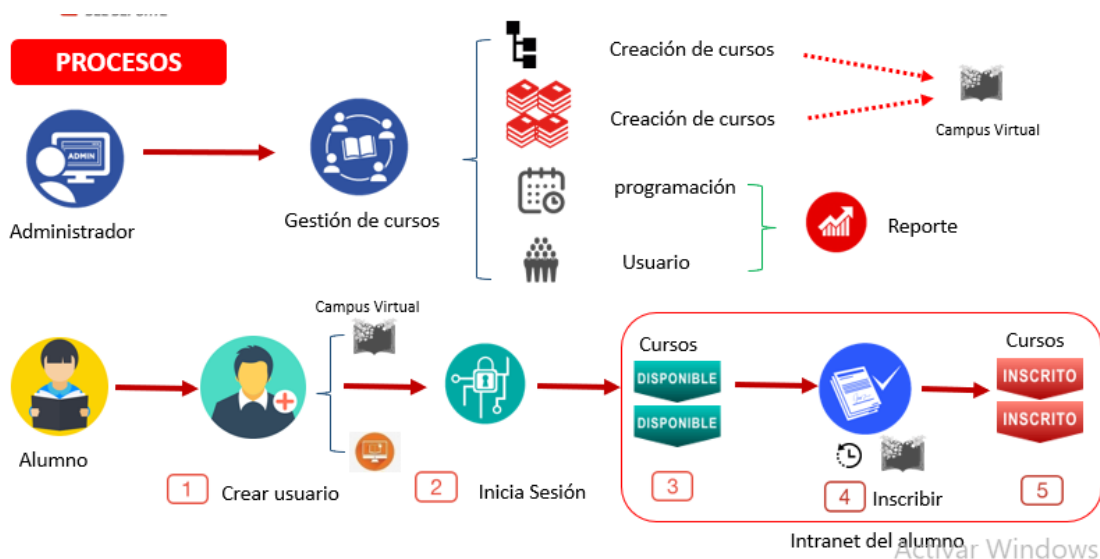 PROCESOS
Creación de cursos
Creación de cursos
Campus Virtual
ADMIN
programación
Administrador
Gestión de cursos
Reporte
Usuario
Campus Virtual
Cursos
Cursos
DISPONIBLE
INSCRITO
DISPONIBLE
INSCRITO
Alumno
1 Crear usuario
2 Inicia Sesión
3
4 Inscribir
5
Intranet del alumno
Activar Windows